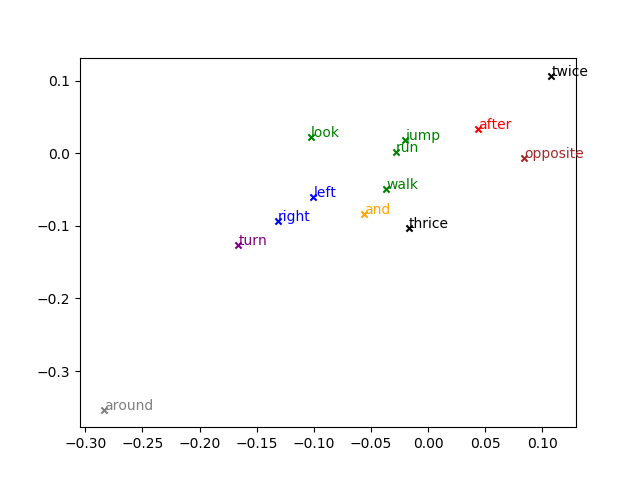 0.1
0.0
−0.1
−0.2
−0.3
twice
after
look
jump
run
opposite
walk
left
and
right
thrice
turn
around
−0.30 −0.25 −0.20 −0.15 −0.10 −0.05 0.00 0.05 0.10